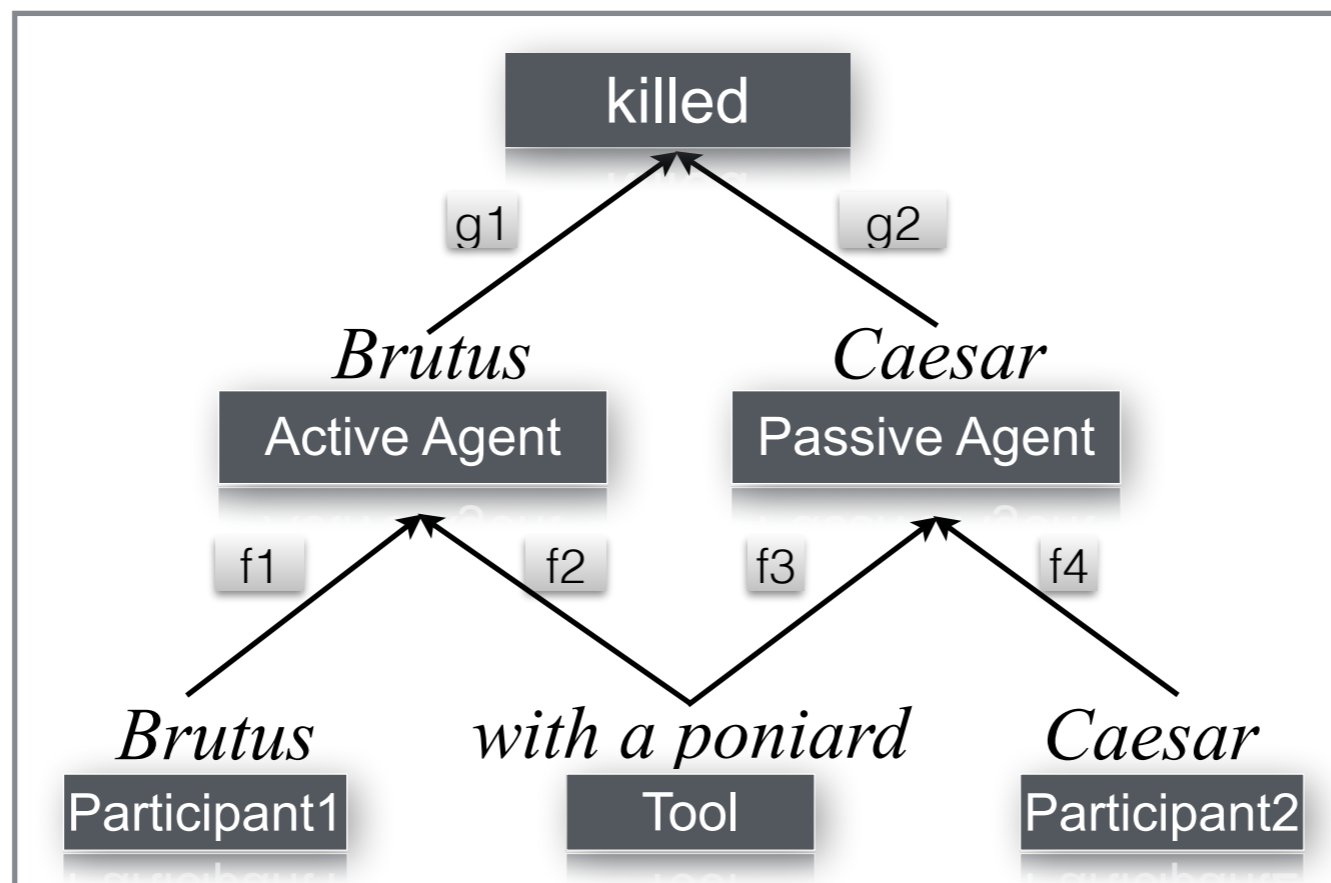 killed
g1 g2
Brutus Caesar
Active Agent Passive Agent
f1 f2 f3 f4
Brutus with a poniard Caesar
Participant1 Tool Participant2